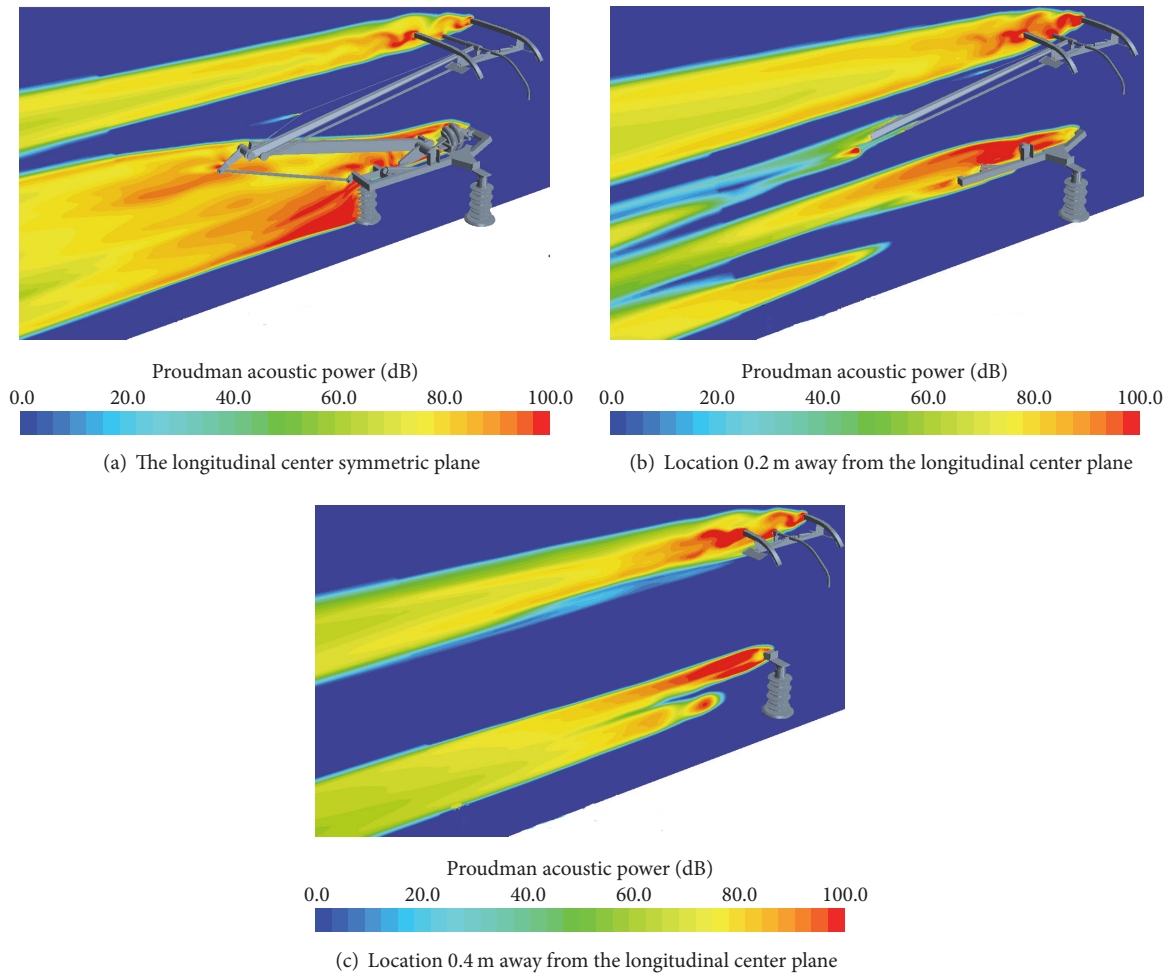 Proudman acoustic power (dB)
0.0 20.0 40.0 60.0 80.0 100.0
(a) The longitudinal center symmetric plane
Proudman acoustic power (dB)
0.0 20.0 40.0 60.0 80.0 100.0
(b) Location 0.2 m away from the longitudinal center plane
Proudman acoustic power (dB)
0.0 20.0 40.0 60.0 80.0 100.0
(c) Location 0.4 m away from the longitudinal center plane